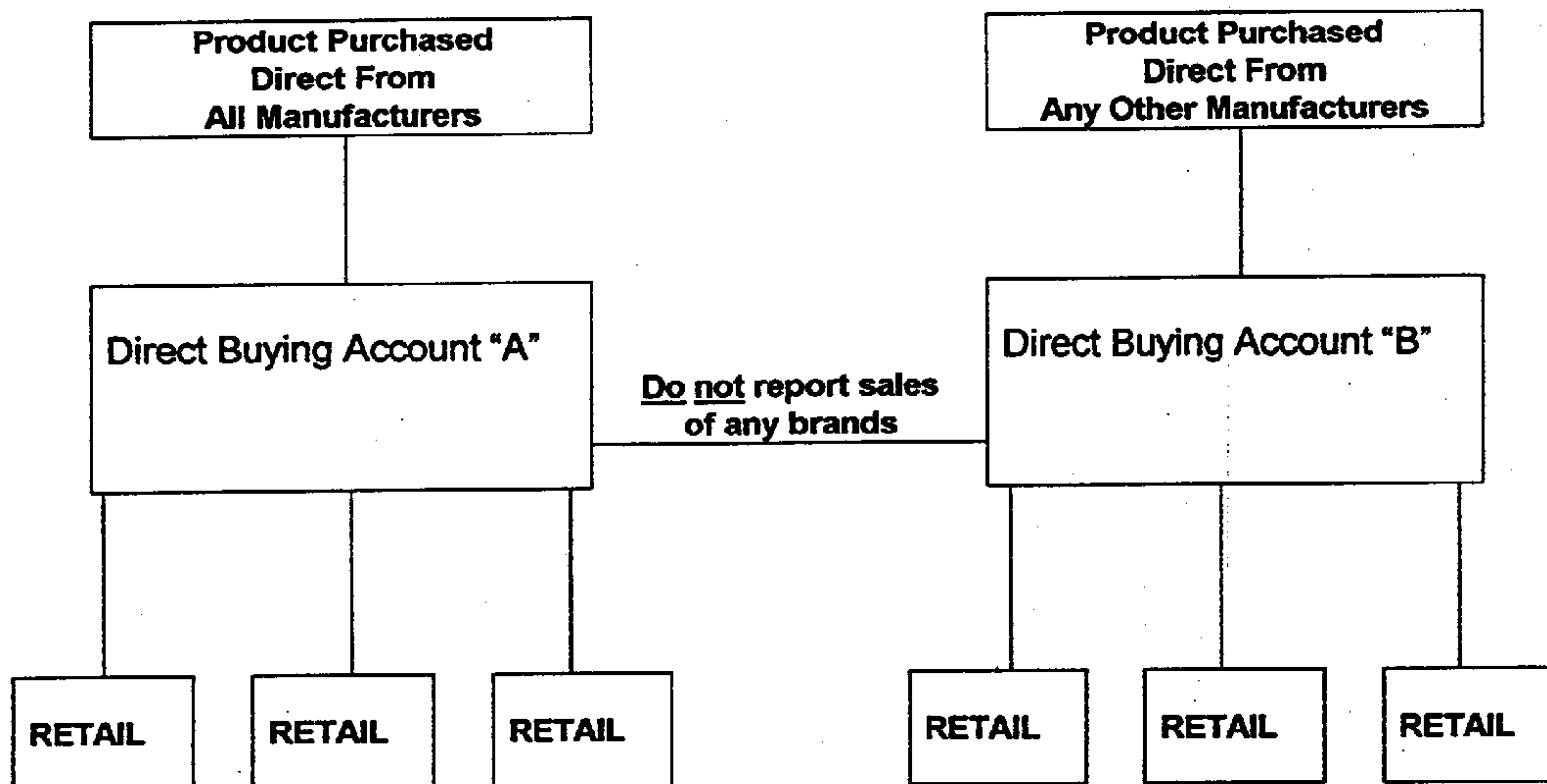 Product Purchased
Direct From
All Manufacturers
Product Purchased
Direct From
Any Other Manufacturers
Direct Buying Account “A”
Direct Buying Account “B”
Do not report sales
of any brands
RETAIL
RETAIL
RETAIL
RETAIL
RETAIL
RETAIL